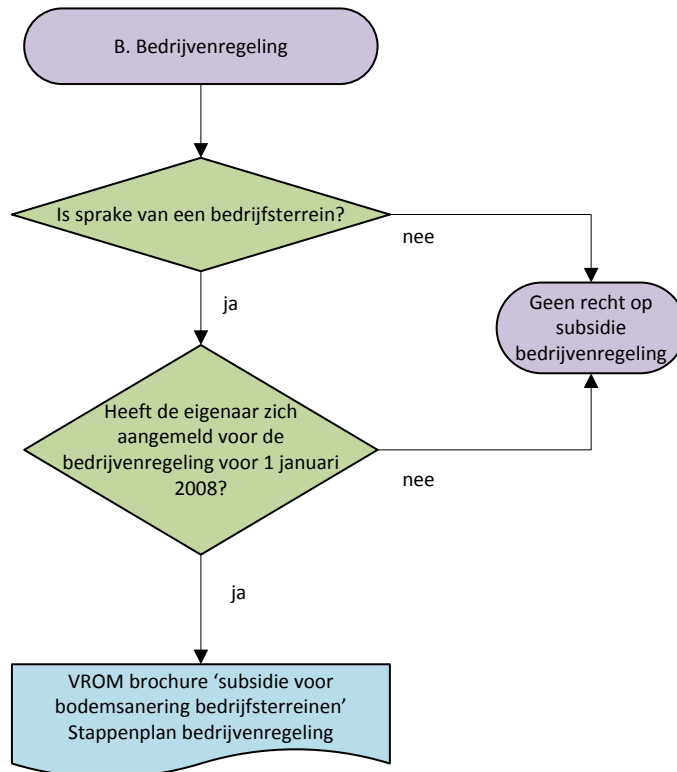 B. Bedrijvenregeling
Is sprake van een bedrijfsterrein?
nee
ja
Geen recht op
subsidie
bedrijvenregeling
Heeft de eigenaar zich
aangemeld voor de
bedrijvenregeling voor 1 januari
2008?
nee
ja
VROM brochure ‘subsidie voor
bodemsanering bedrijfsterreinen’
Stappenplan bedrijvenregeling